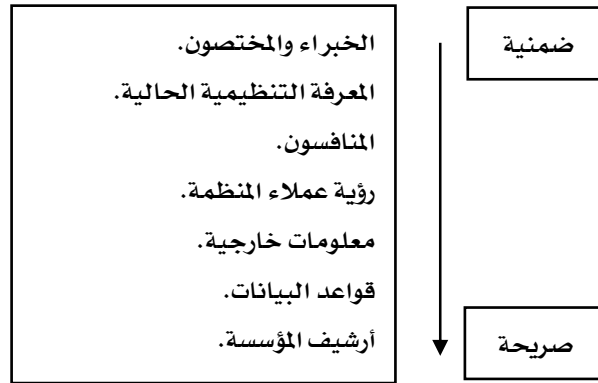 ضمنية
الخبراء والمختصون.
المعرفة التنظيمية الحالية.
المنافسون.
رؤية عملاء المنظمة.
معلومات خارجية.
قواعد البيانات.
أرشيف المؤسسة.
صريحة